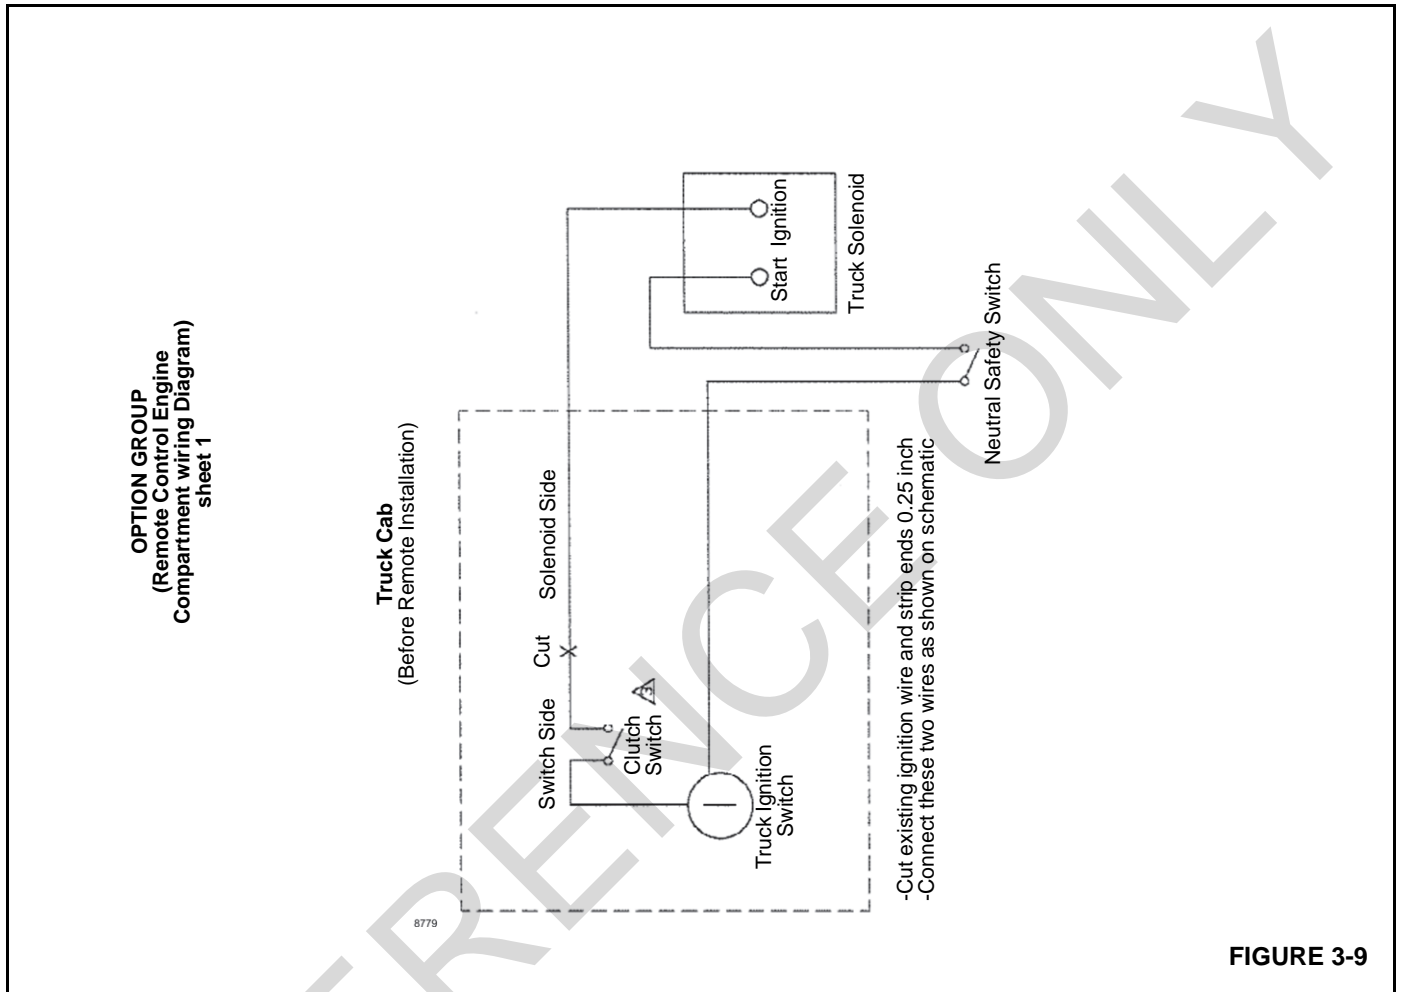 OPTION GROUP
(Remote Control Engine
Compartment wiring Diagram)
sheet 1
Truck Cab
(Before Remote Installation)
Switch Side
Cut
Solenoid Side
Clutch
Switch
3
Truck Ignition
Switch
Start
Ignition
Truck Solenoid
Neutral Safety Switch
-Cut existing ignition wire and strip ends 0.25 inch
-Connect these two wires as shown on schematic
8779
FIGURE 3-9
RENCE ONLY